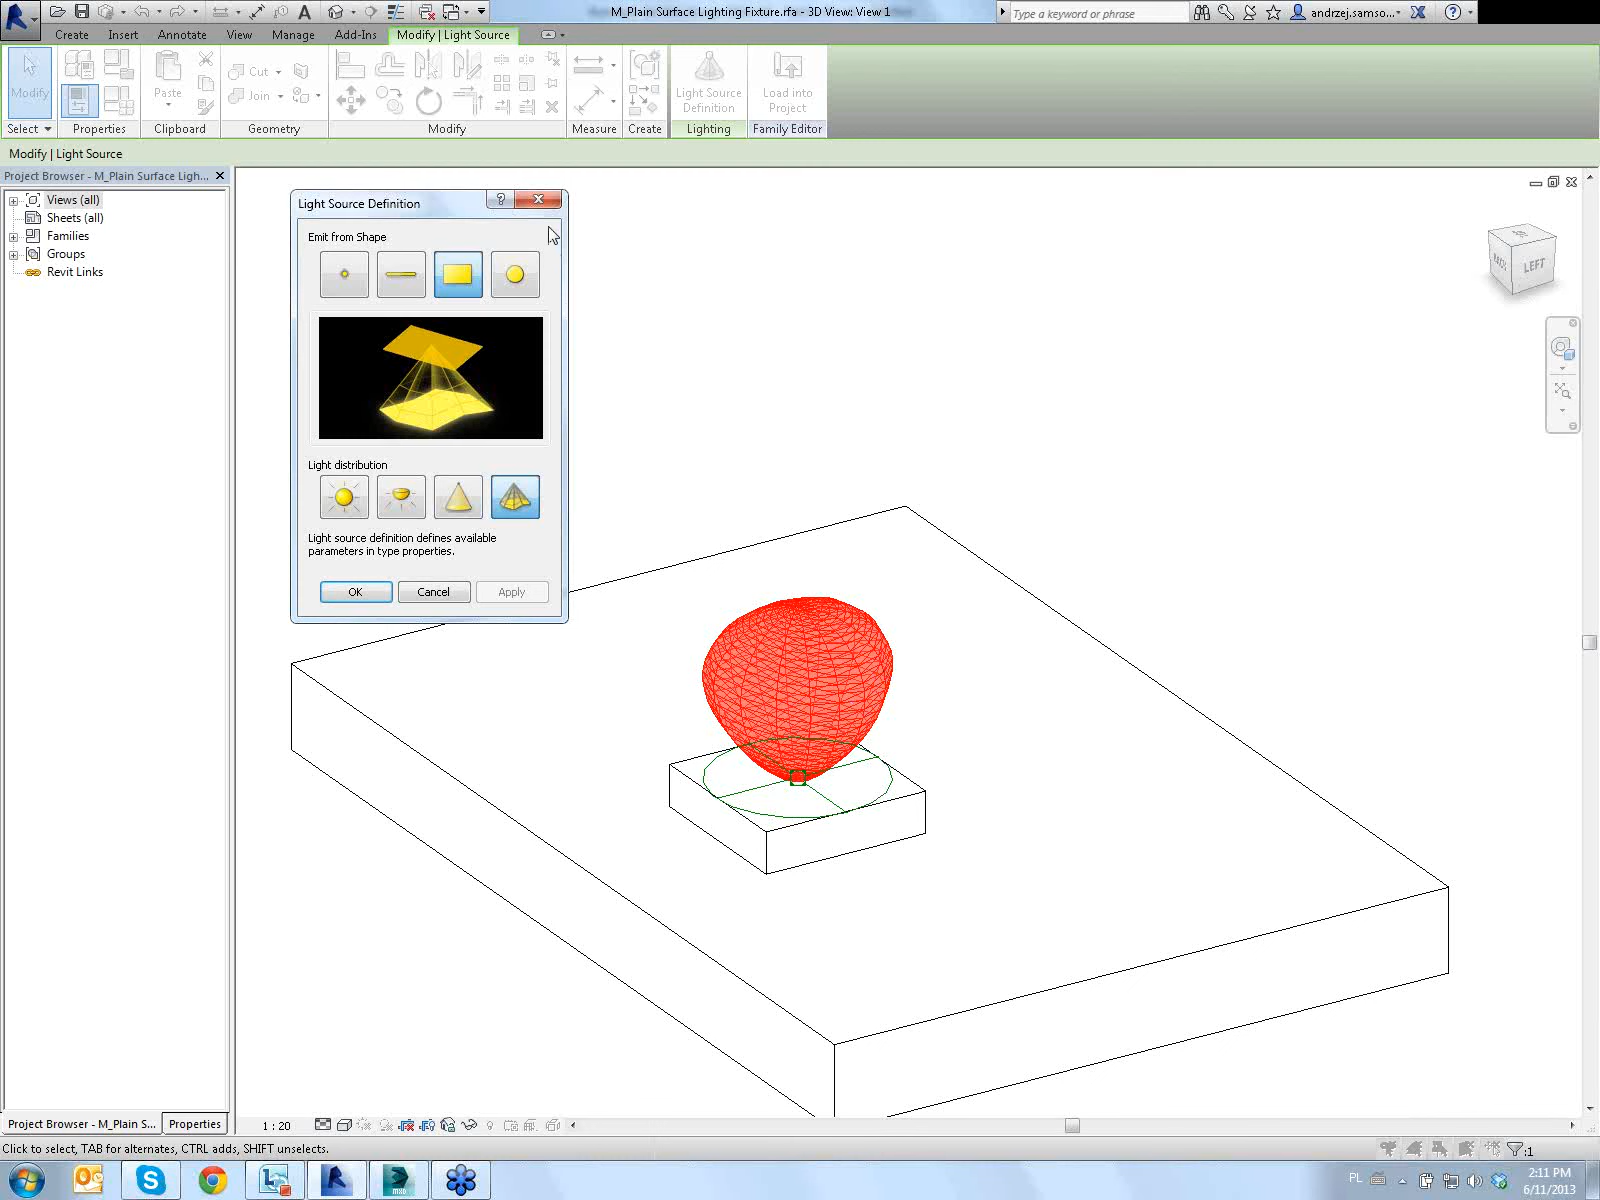 M_Plain Surface Lighting Fixture.rfa - 3D View: View 1
Type a keyword or phrase
andrzej.samso...
Create Insert Annotate View Manage Add-Ins Modify | Light Source
Modify
Cut
Join
Paste
Light Source
Definition
Load into
Project
Select Properties Clipboard Geometry Modify Measure Create Lighting Family Editor
Modify | Light Source
Project Browser - M_Plain Surface Ligh...
Views (all)
Sheets (all)
Families
Groups
Revit Links
Light Source Definition
Emit from Shape
Light distribution
Light source definition defines available
parameters in type properties.
OK Cancel Apply
BACK
LEFT
Project Browser - M_Plain S... Properties
1 : 20
Click to select, TAB for alternates, CTRL adds, SHIFT unselects.
:1
PL
2:11 PM
6/11/2013